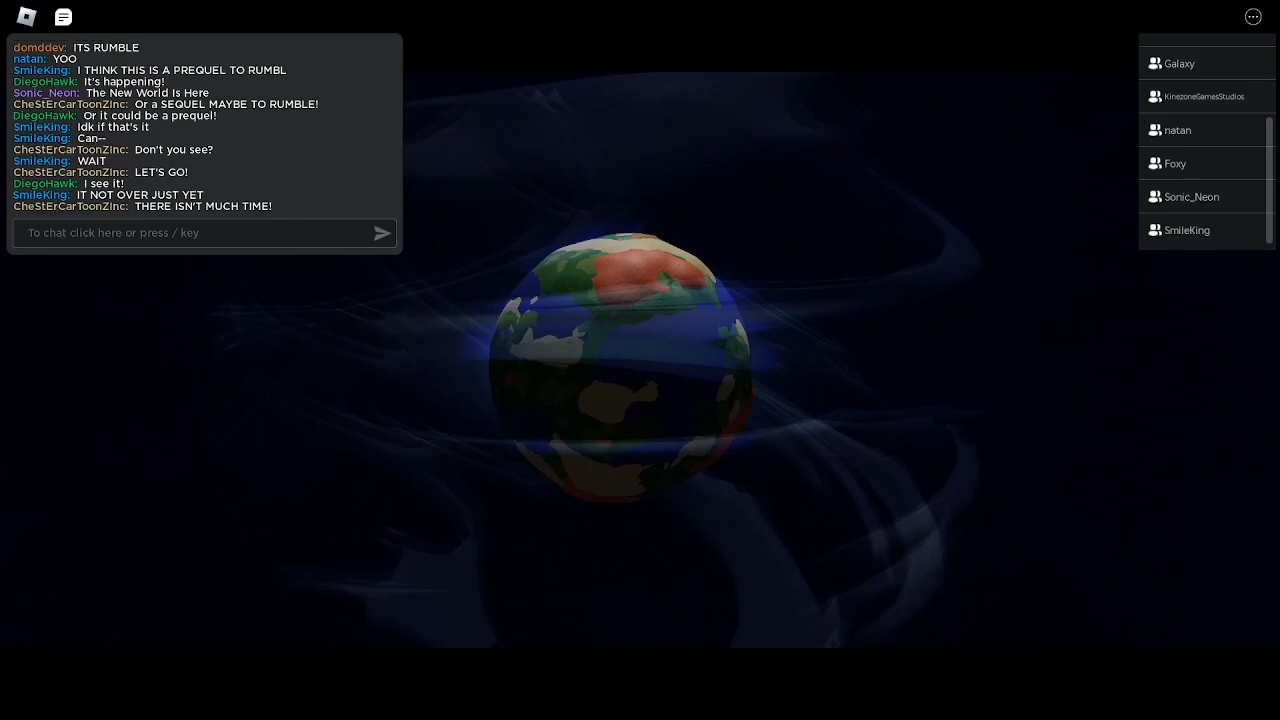 domddev: ITS RUMBLE
natan: YOO
SmileKing: I THINK THIS IS A PREQUEL TO RUMBL
DiegoHawk: It's happening!
Sonic_Neon: The New World Is Here
CheStErCarToonZInc: Or a SEQUEL MAYBE TO RUMBLE!
DiegoHawk: Or it could be a prequel!
SmileKing: Idk if that's it
SmileKing: Can--
CheStErCarToonZInc: Don't you see?
SmileKing: WAIT
CheStErCarToonZInc: LET'S GO!
DiegoHawk: I see it!
SmileKing: IT NOT OVER JUST YET
CheStErCarToonZInc: THERE ISN'T MUCH TIME!
To chat click here or press / key
Galaxy
KinezoneGamesStudios
natan
Foxy
Sonic_Neon
SmileKing